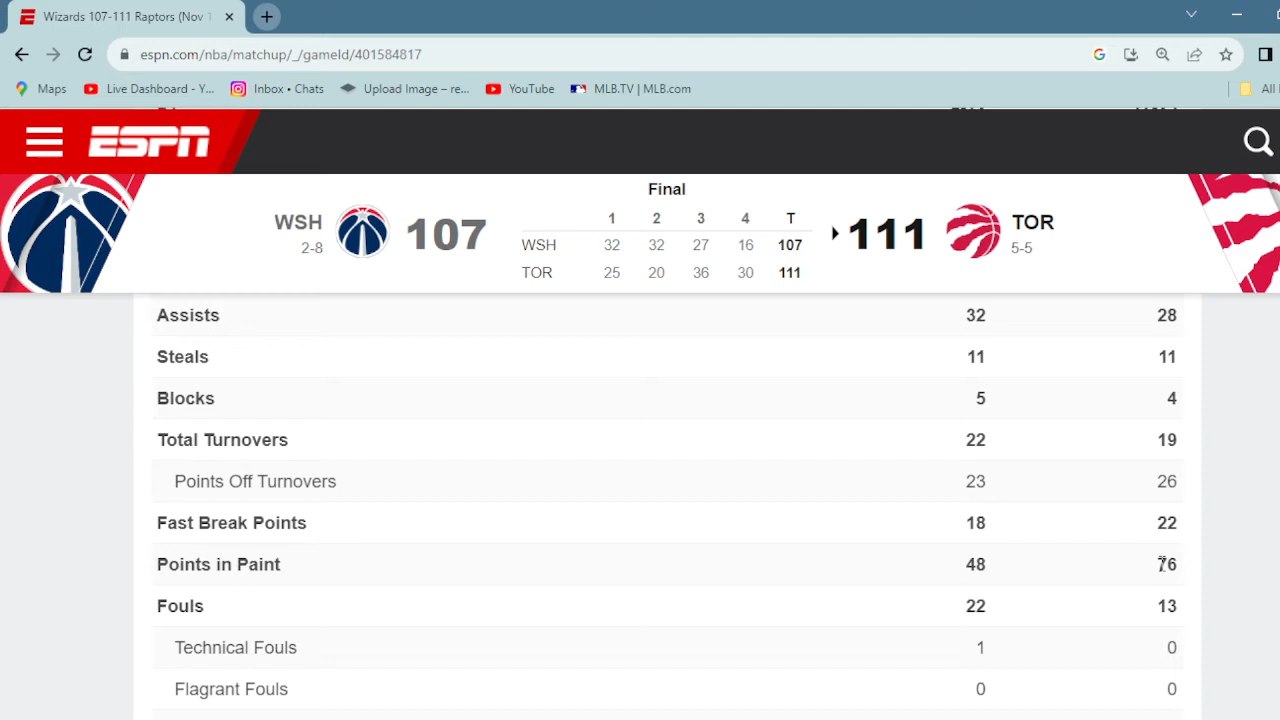 Wizards 107-111 Raptors (Nov 1
espn.com/nba/matchup/_/gameId/401584817
Maps Live Dashboard - Y... Inbox • Chats Upload Image – re... YouTube MLB.TV | MLB.com All
ESPN
Final
WSH 2-8 107
1 2 3 4 T
WSH 32 32 27 16 107
TOR 25 20 36 30 111
111 TOR 5-5
Assists 32 28
Steals 11 11
Blocks 5 4
Total Turnovers 22 19
Points Off Turnovers 23 26
Fast Break Points 18 22
Points in Paint 48 76
Fouls 22 13
Technical Fouls 1 0
Flagrant Fouls 0 0